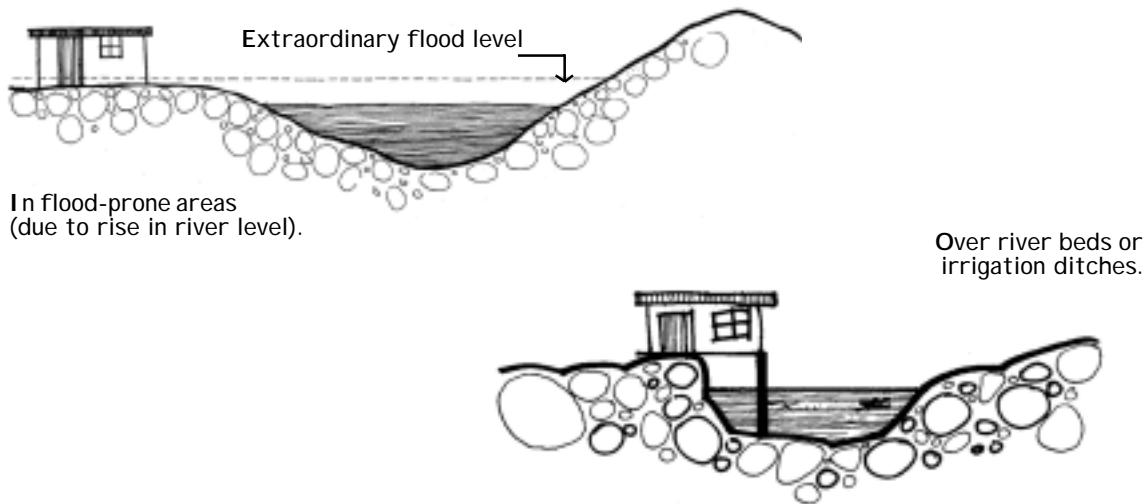 Extraordinary flood level
In flood-prone areas
(due to rise in river level).
Over river beds or
irrigation ditches.